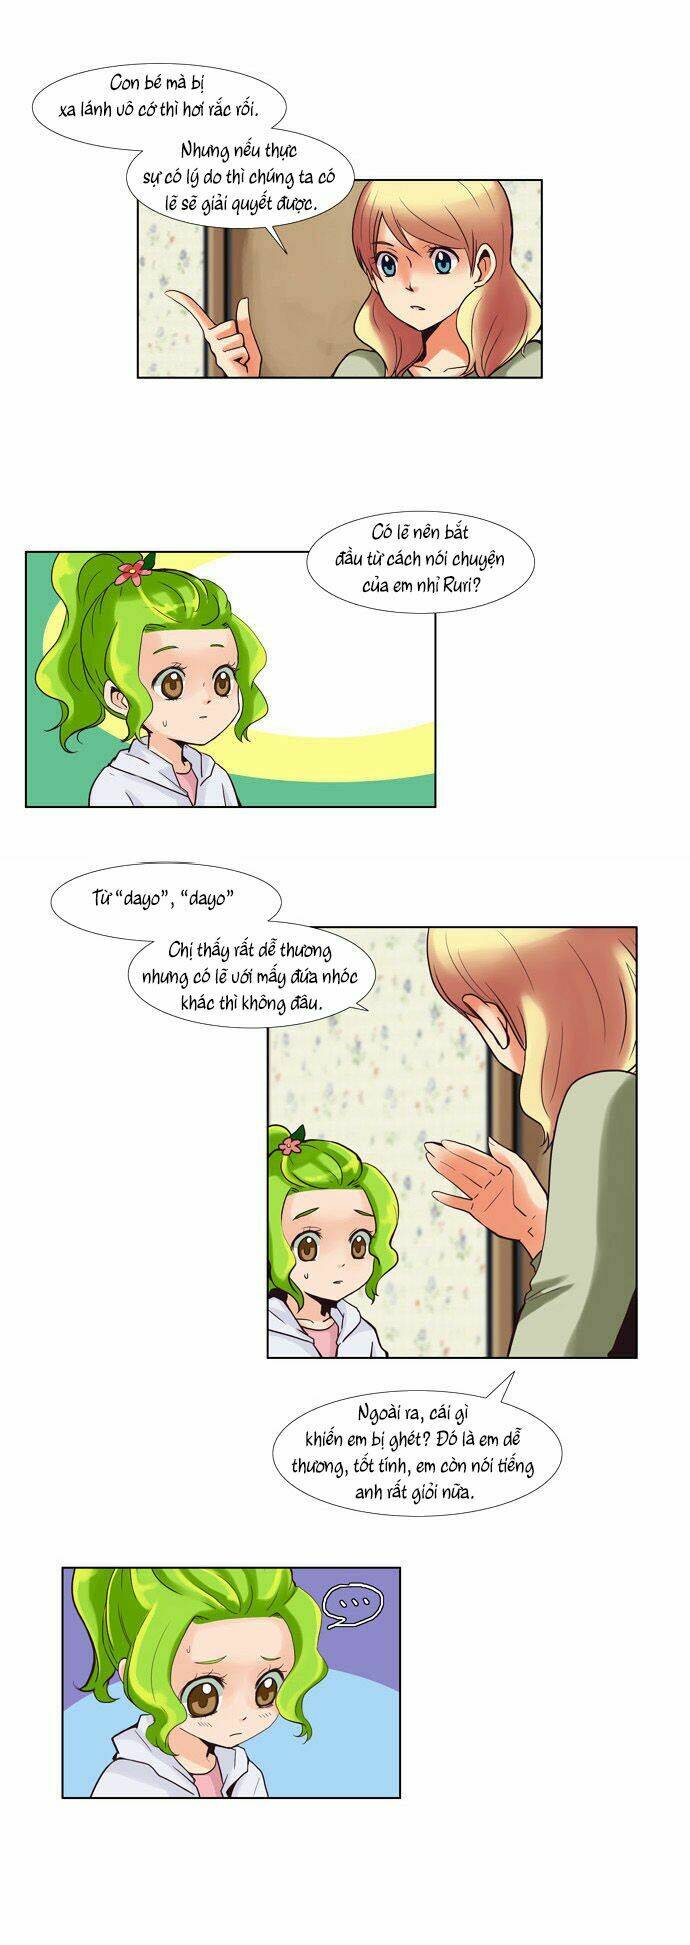 Con bé mà bị
xa lánh vô cớ thì hơi rắc rối.
Nhưng nếu thực
sự có lý do thì chúng ta có
lẽ sẽ giải quyết được.
Có lẽ nên bắt
đầu từ cách nói chuyện
của em nhỉ Ruri?
Từ “dayo”, “dayo”
Chị thấy rất dễ thương
nhưng có lẽ với mấy đứa nhóc
khác thì không đâu.
Ngoài ra, cái gì
khiến em bị ghét? Đó là em dễ
thương, tốt tính, em còn nói tiếng
anh rất giỏi nữa.
...